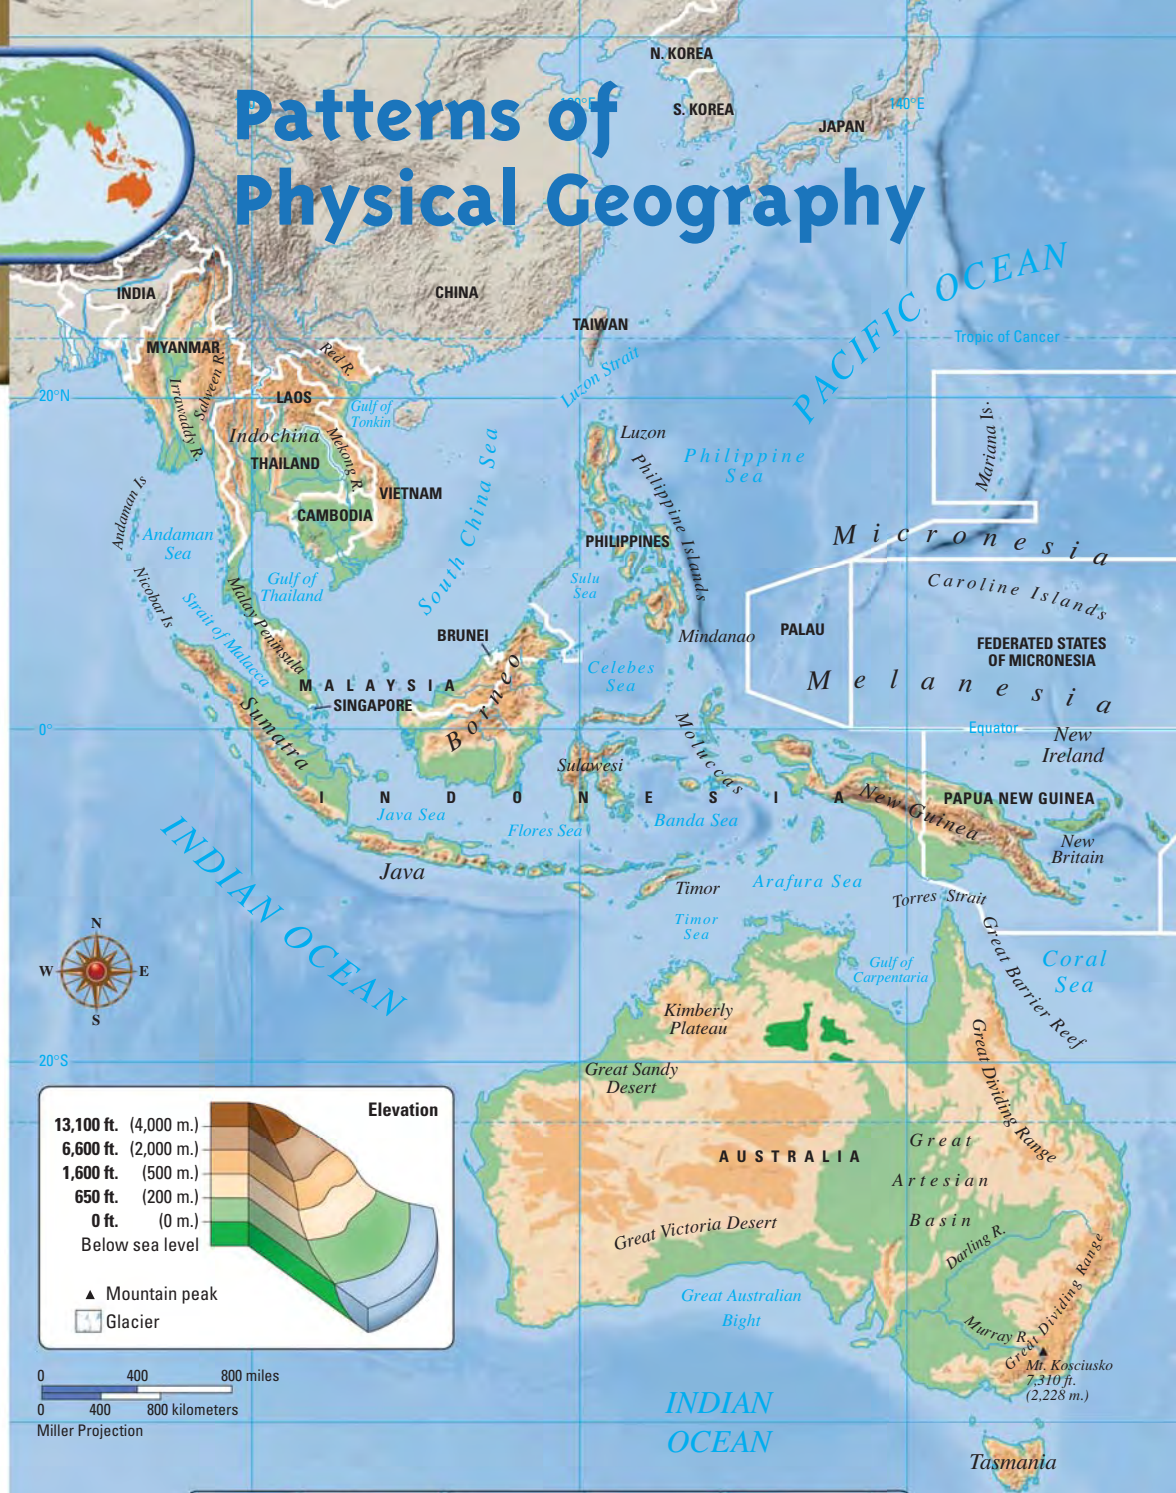 Patterns of
Physical Geography
N. KOREA
S. KOREA
JAPAN
140°E
INDIA
CHINA
TAIWAN
MYANMAR
Red R.
Luzon Strait
PACIFIC OCEAN
Tropic of Cancer
20°N
Irrawaddy R.
Salween R.
LAOS
Gulf of
Tonkin
Indochina
Mekong R.
THAILAND
VIETNAM
CAMBODIA
South China Sea
Luzon
Philippine Islands
Philippine
Sea
Mariana Is.
Andaman Is
Andaman
Sea
PHILIPPINES
Micronesia
Nicobar Is
Gulf of
Thailand
Sulu
Sea
Caroline Islands
Strait of Malacca
Malay Peninsula
BRUNEI
Mindanao
PALAU
FEDERATED STATES
OF MICRONESIA
Celebes
Sea
Melanesia
MALAYSIA
SINGAPORE
Borneo
Sumatra
0°
Equator
New
Ireland
Moluccas
Sulawesi
INDONESIA
New Guinea
PAPUA NEW GUINEA
Java Sea
Flores Sea
Banda Sea
New
Britain
INDIAN OCEAN
Java
Timor
Arafura Sea
Torres Strait
Timor
Sea
N
W
E
S
Gulf of
Carpentaria
Great Barrier Reef
Coral
Sea
Kimberly
Plateau
20°S
Great Sandy
Desert
Great Dividing Range
AUSTRALIA
Great
Artesian
Basin
Great Victoria Desert
Darling R.
Great Dividing Range
Great Australian
Bight
Murray R.
Mt. Kosciusko
7,310 ft.
(2,228 m.)
INDIAN
OCEAN
Tasmania
Elevation
13,100 ft. (4,000 m.)
6,600 ft. (2,000 m.)
1,600 ft. (500 m.)
650 ft. (200 m.)
0 ft. (0 m.)
Below sea level
Mountain peak
Glacier
0 400 800 miles
0 400 800 kilometers
Miller Projection